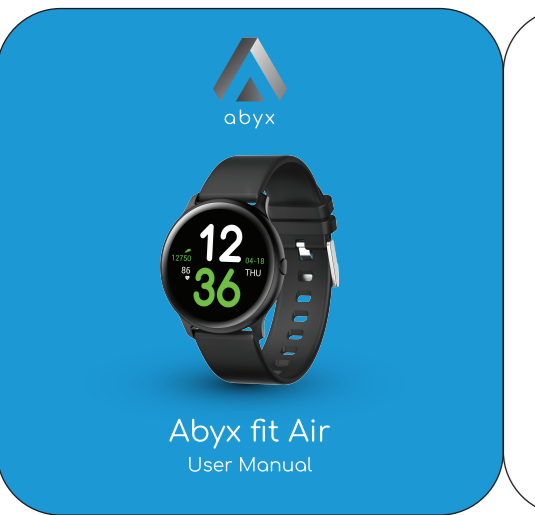 abyx
12
12750
04-18
86
36
THU
Abyx fit Air
User Manual